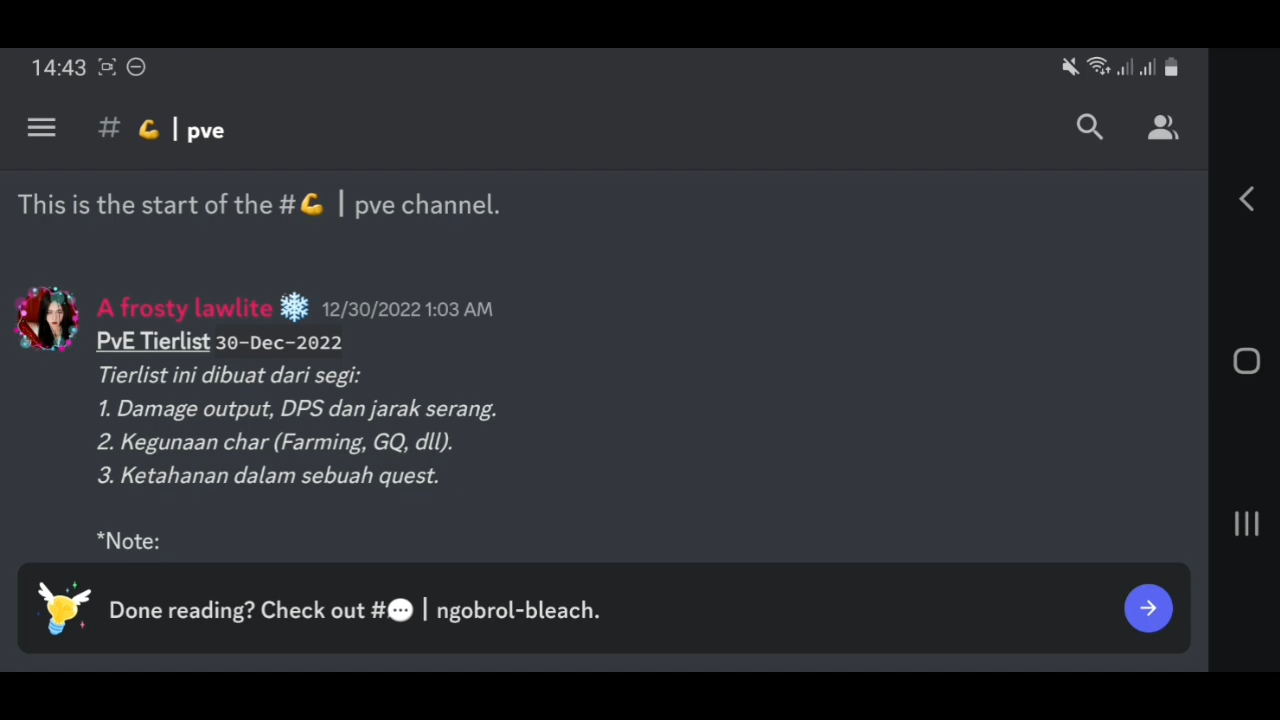 14:43
# 💪 | pve
This is the start of the #💪 | pve channel.
A frosty lawlite ❄ 12/30/2022 1:03 AM
PvE Tierlist 30-Dec-2022
Tierlist ini dibuat dari segi:
1. Damage output, DPS dan jarak serang.
2. Kegunaan char (Farming, GQ, dll).
3. Ketahanan dalam sebuah quest.
*Note:
Done reading? Check out #💬 | ngobrol-bleach.